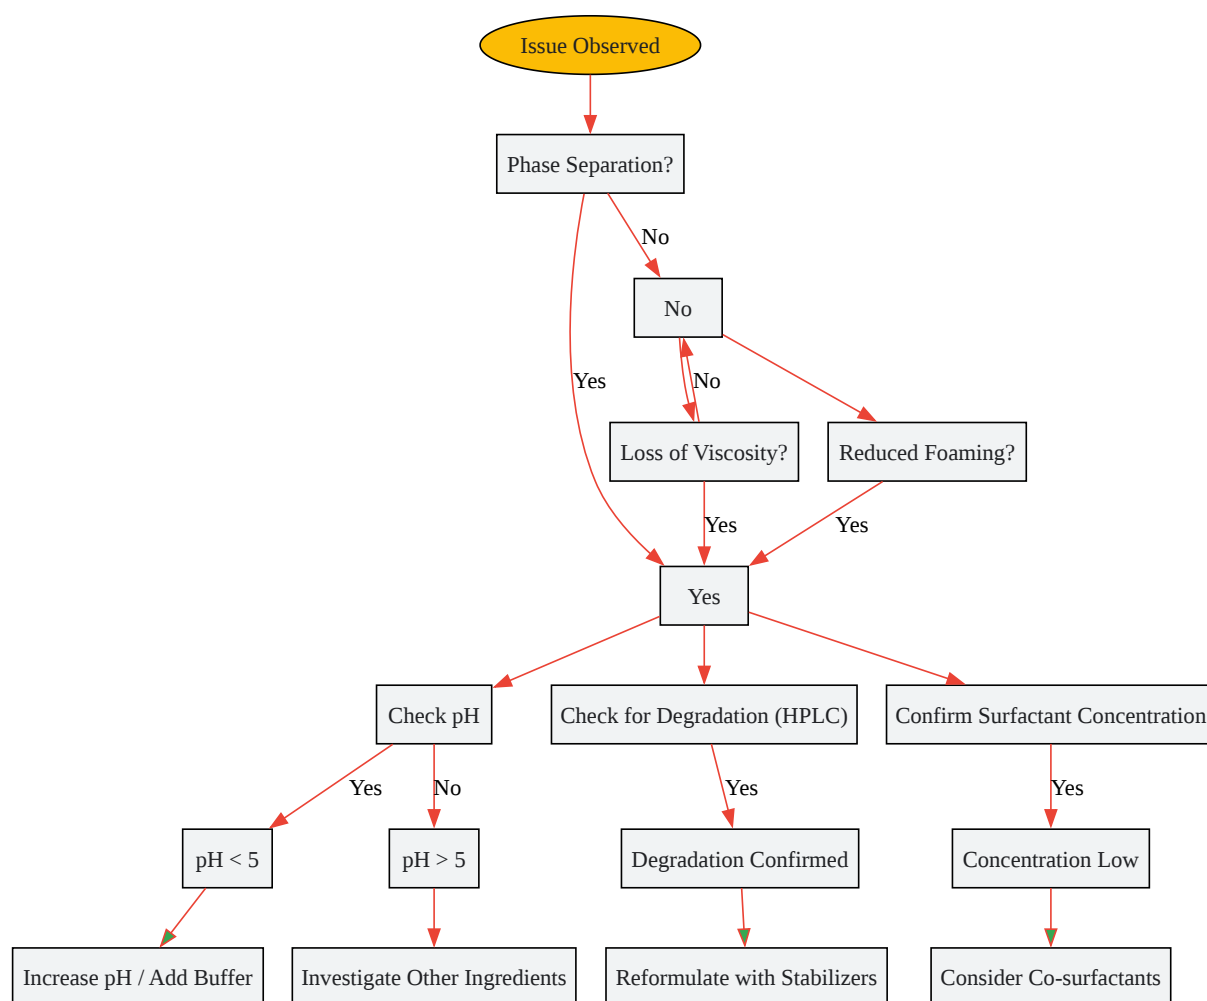 Issue Observed
Phase Separation?
No
No
Yes
No
Loss of Viscosity?
Reduced Foaming?
Yes
Yes
Yes
Check pH
Check for Degradation (HPLC)
Confirm Surfactant Concentration
Yes
No
Yes
Yes
pH < 5
pH > 5
Degradation Confirmed
Concentration Low
Increase pH / Add Buffer
Investigate Other Ingredients
Reformulate with Stabilizers
Consider Co-surfactants